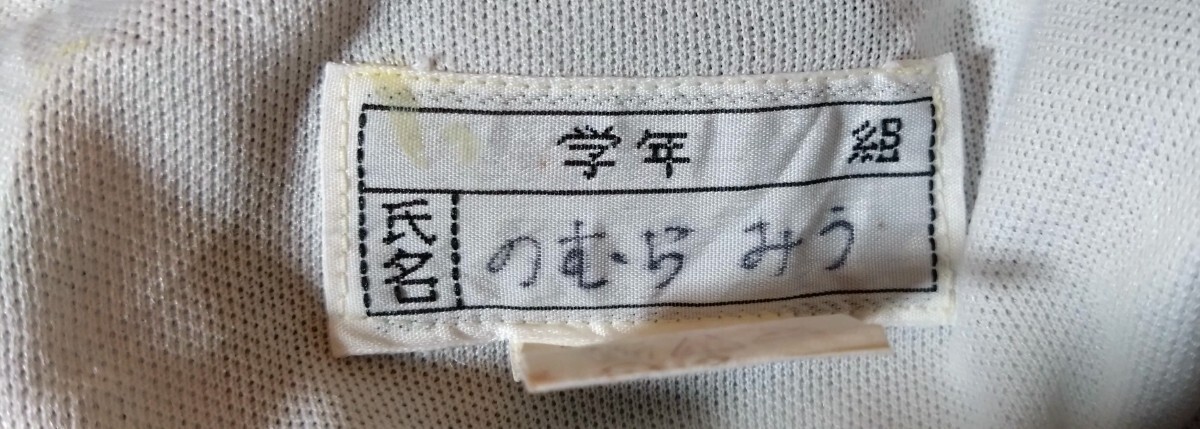 学年 組
氏名 のむら みう